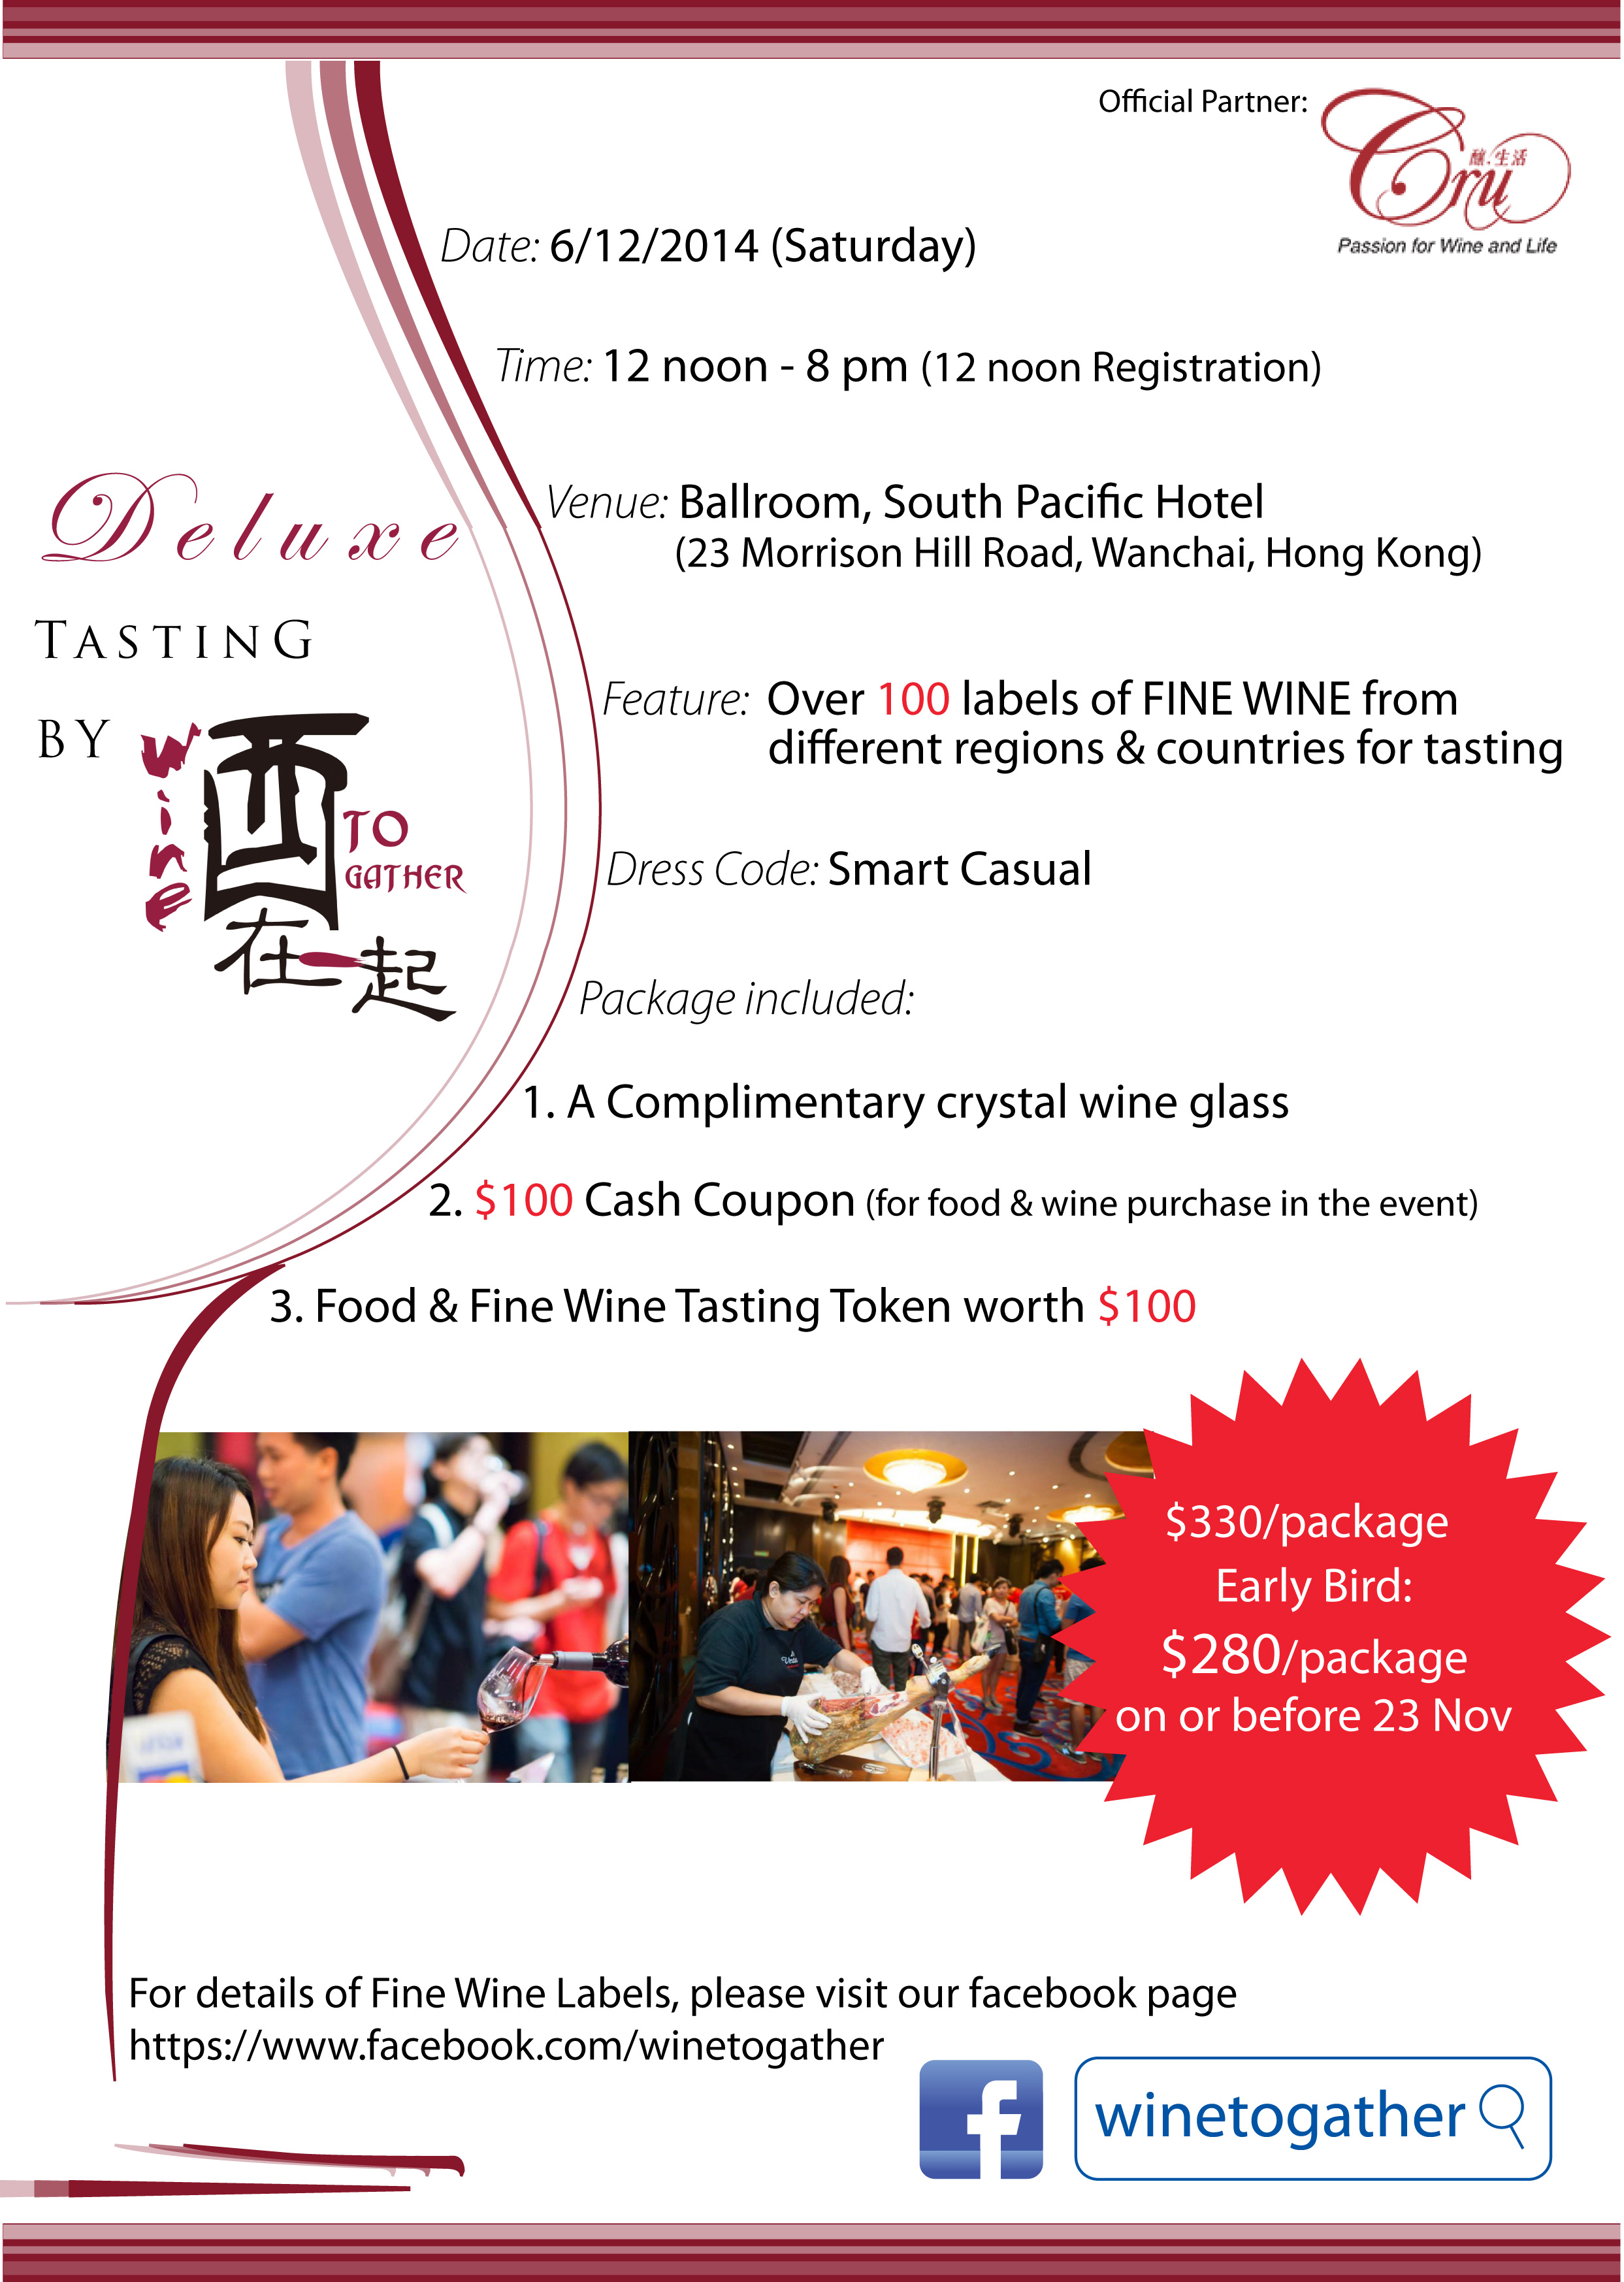 Official Partner:
Cru
釀.生活
Passion for Wine and Life
Date: 6/12/2014 (Saturday)
Time: 12 noon - 8 pm (12 noon Registration)
Venue: Ballroom, South Pacific Hotel
(23 Morrison Hill Road, Wanchai, Hong Kong)
Deluxe
TASTING
BY
wine
酒
TO
GATHER
在一起
Feature: Over 100 labels of FINE WINE from
different regions & countries for tasting
Dress Code: Smart Casual
Package included:
1. A Complimentary crystal wine glass
2. $100 Cash Coupon (for food & wine purchase in the event)
3. Food & Fine Wine Tasting Token worth $100
$330/package
Early Bird:
$280/package
on or before 23 Nov
For details of Fine Wine Labels, please visit our facebook page
https://www.facebook.com/winetogather
f
winetogather